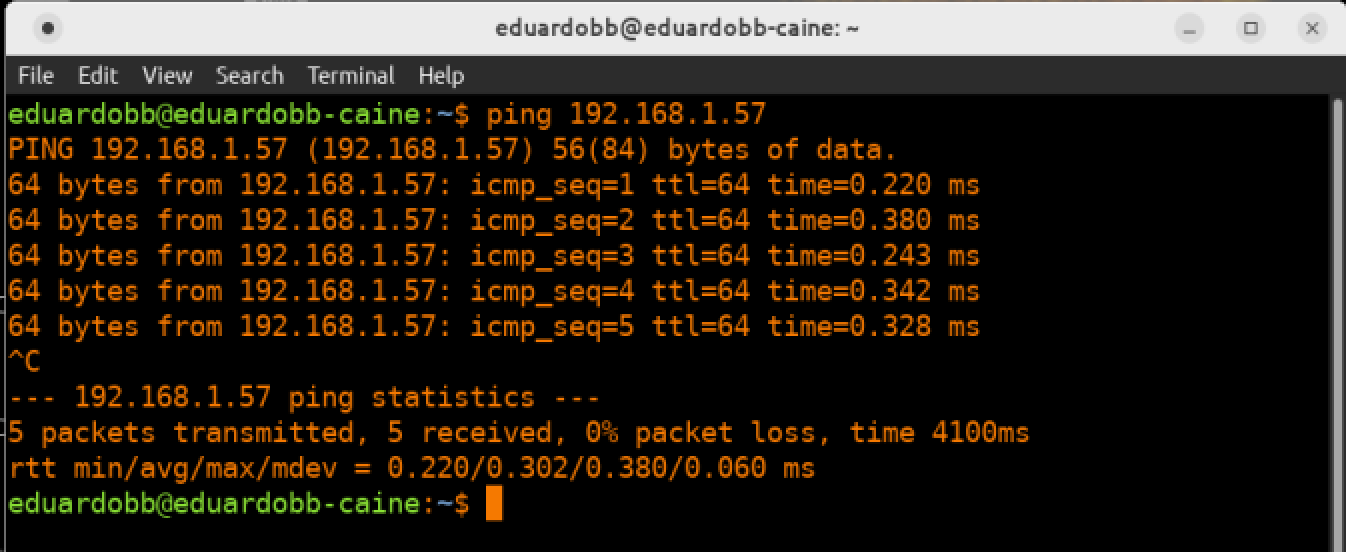 eduardobb@eduardobb-caine: ~
File Edit View Search Terminal Help
eduardobb@eduardobb-caine:~$ ping 192.168.1.57
PING 192.168.1.57 (192.168.1.57) 56(84) bytes of data.
64 bytes from 192.168.1.57: icmp_seq=1 ttl=64 time=0.220 ms
64 bytes from 192.168.1.57: icmp_seq=2 ttl=64 time=0.380 ms
64 bytes from 192.168.1.57: icmp_seq=3 ttl=64 time=0.243 ms
64 bytes from 192.168.1.57: icmp_seq=4 ttl=64 time=0.342 ms
64 bytes from 192.168.1.57: icmp_seq=5 ttl=64 time=0.328 ms
^C
--- 192.168.1.57 ping statistics ---
5 packets transmitted, 5 received, 0% packet loss, time 4100ms
rtt min/avg/max/mdev = 0.220/0.302/0.380/0.060 ms
eduardobb@eduardobb-caine:~$